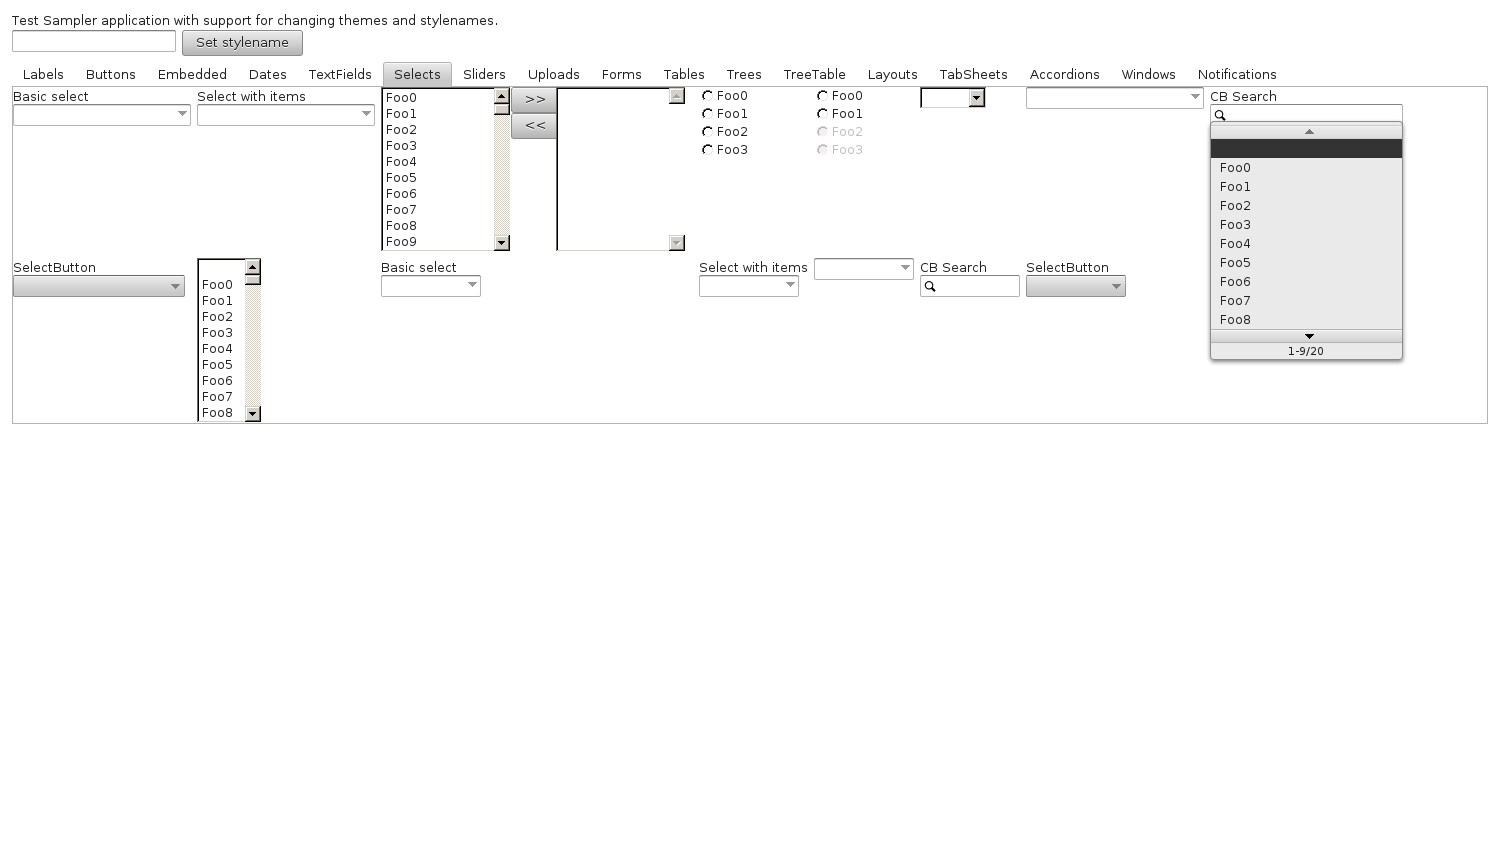 Test Sampler application with support for changing themes and stylenames.
Set stylename
Labels Buttons Embedded Dates TextFields Selects Sliders Uploads Forms Tables Trees TreeTable Layouts TabSheets Accordions Windows Notifications
Basic select
Select with items
Foo0
Foo1
Foo2
Foo3
Foo4
Foo5
Foo6
Foo7
Foo8
Foo9
>>
<<
Foo0
Foo1
Foo2
Foo3
Foo0
Foo1
Foo2
Foo3
CB Search
Foo0
Foo1
Foo2
Foo3
Foo4
Foo5
Foo6
Foo7
Foo8
1-9/20
SelectButton
Foo0
Foo1
Foo2
Foo3
Foo4
Foo5
Foo6
Foo7
Foo8
Basic select
Select with items
CB Search
SelectButton